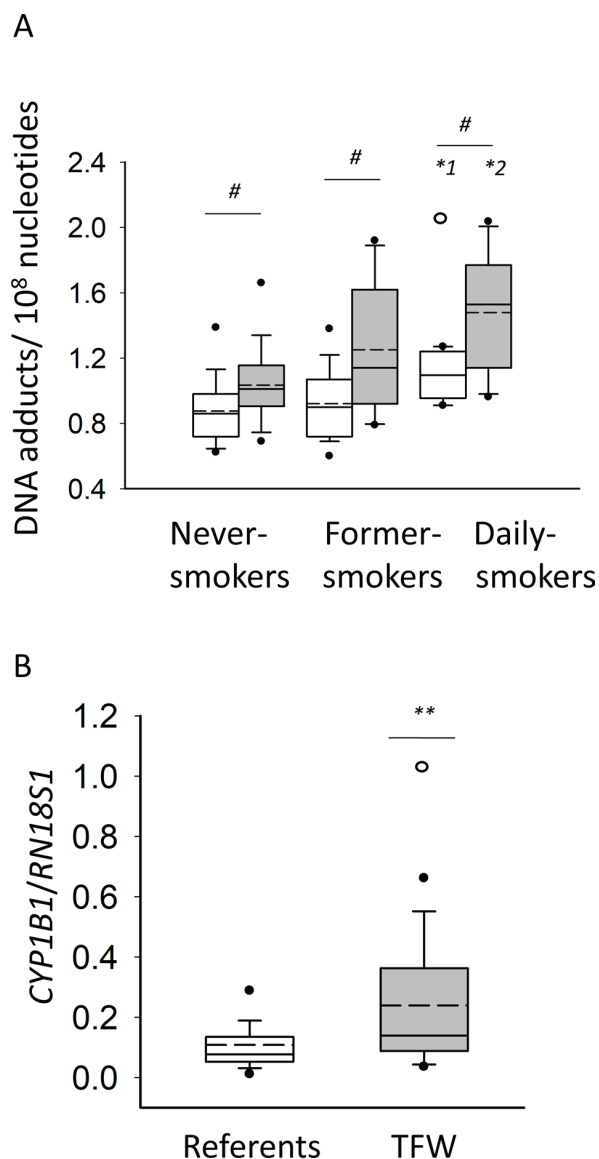 A
DNA adducts/ 10⁸ nucleotides
#
#
#
*1 *2
2.4
2.0
1.6
1.2
0.8
0.4
Never-smokers
Former-smokers
Daily-smokers
B
CYP1B1/RN18S1
**
1.2
1.0
0.8
0.6
0.4
0.2
0.0
Referents TFW